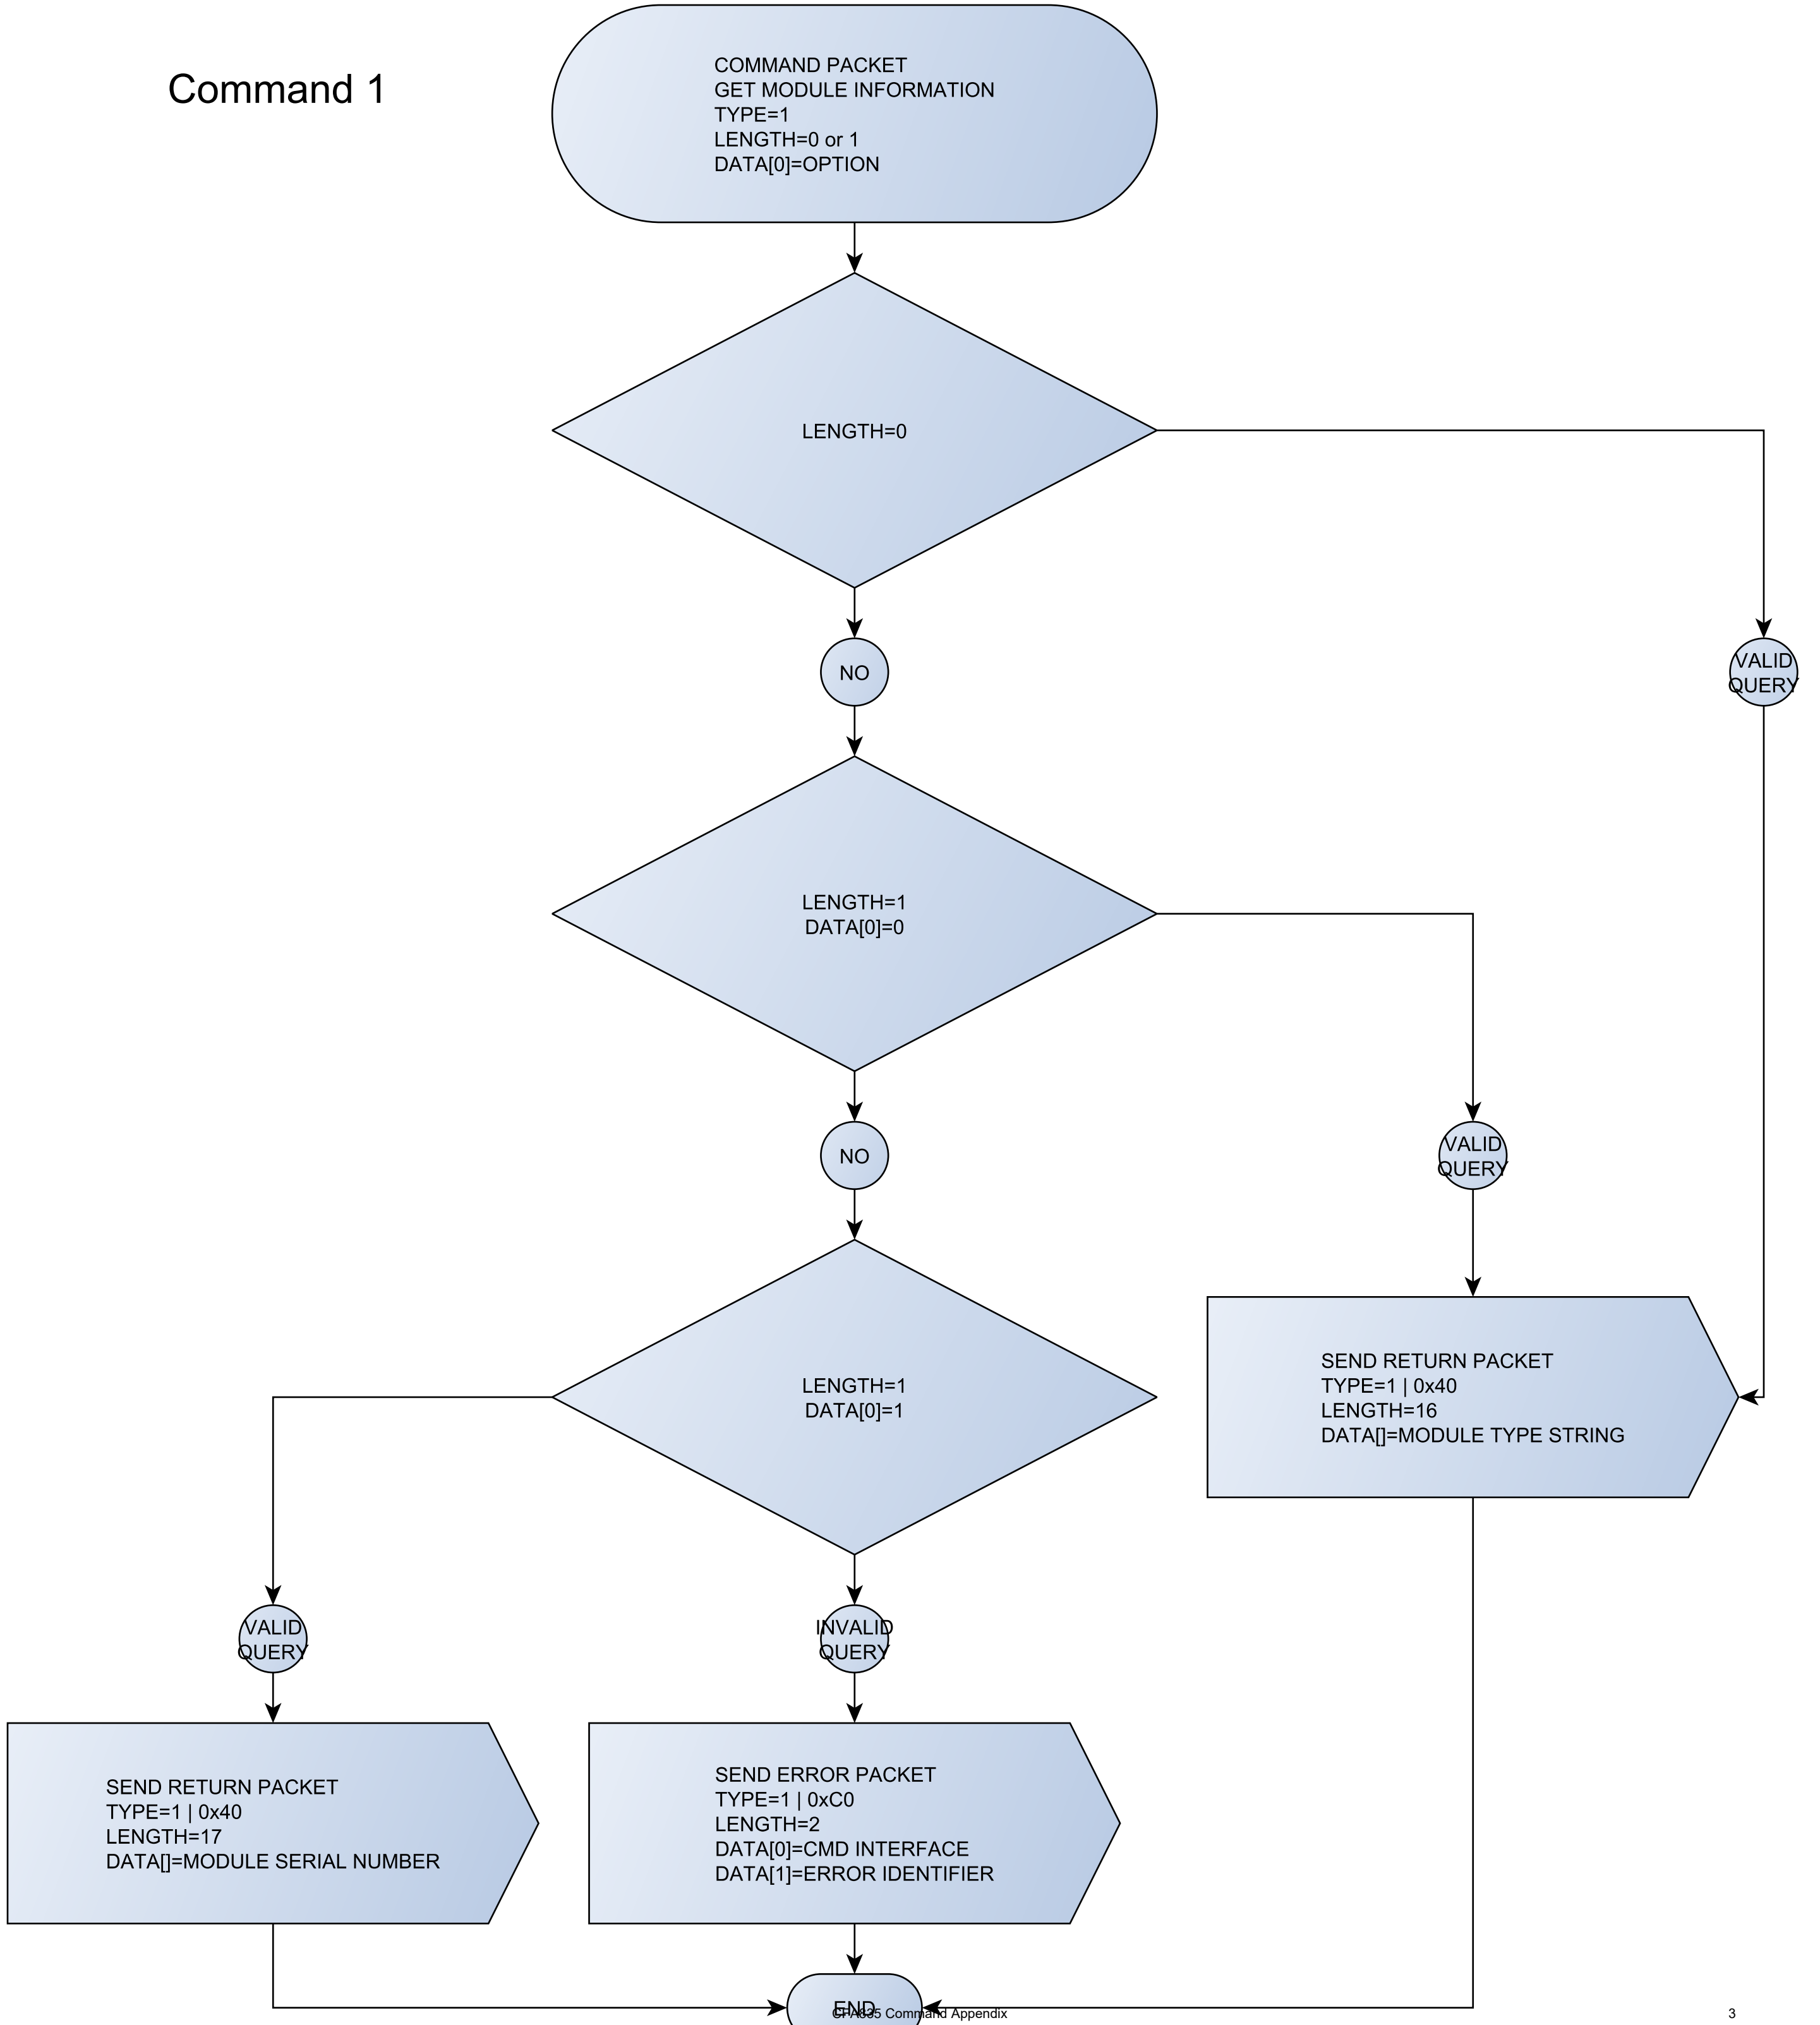 Command 1
COMMAND PACKET
GET MODULE INFORMATION
TYPE=1
LENGTH=0 or 1
DATA[0]=OPTION
LENGTH=0
NO
VALID
QUERY
LENGTH=1
DATA[0]=0
NO
VALID
QUERY
LENGTH=1
DATA[0]=1
SEND RETURN PACKET
TYPE=1 | 0x40
LENGTH=16
DATA[]=MODULE TYPE STRING
VALID
QUERY
INVALID
QUERY
SEND RETURN PACKET
TYPE=1 | 0x40
LENGTH=17
DATA[]=MODULE SERIAL NUMBER
SEND ERROR PACKET
TYPE=1 | 0xC0
LENGTH=2
DATA[0]=CMD INTERFACE
DATA[1]=ERROR IDENTIFIER
END
CFA835 Command Appendix
3